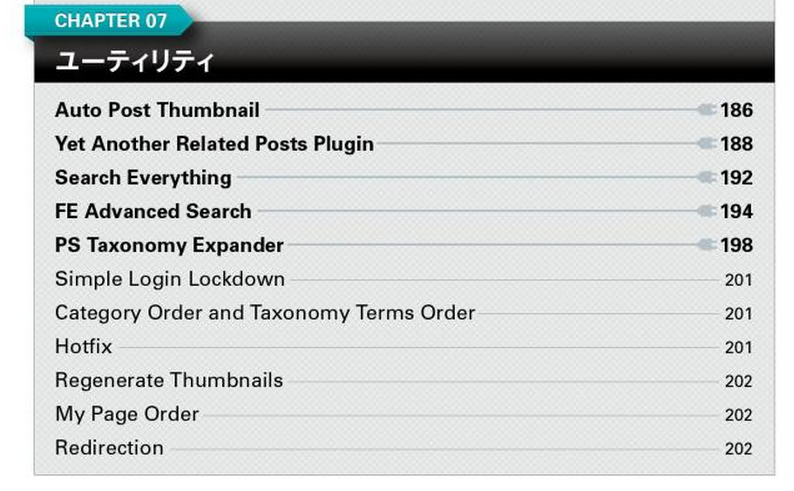 CHAPTER 07
ユーティリティ
Auto Post Thumbnail 186
Yet Another Related Posts Plugin 188
Search Everything 192
FE Advanced Search 194
PS Taxonomy Expander 198
Simple Login Lockdown 201
Category Order and Taxonomy Terms Order 201
Hotfix 201
Regenerate Thumbnails 202
My Page Order 202
Redirection 202